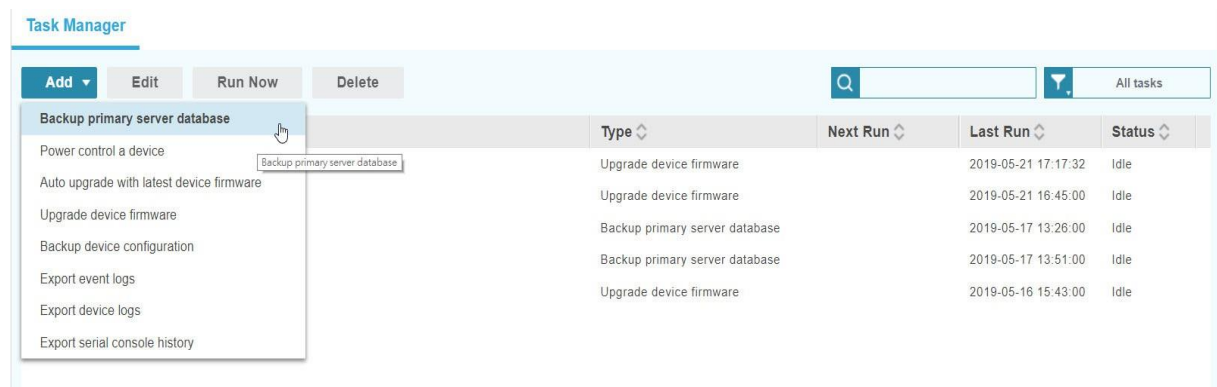 Task Manager
Add Edit Run Now Delete All tasks
Backup primary server database
Type Next Run Last Run Status
Power control a device
Backup primary server database
Upgrade device firmware 2019-05-21 17:17:32 Idle
Auto upgrade with latest device firmware
Upgrade device firmware 2019-05-21 16:45:00 Idle
Upgrade device firmware
Backup primary server database 2019-05-17 13:26:00 Idle
Backup device configuration
Backup primary server database 2019-05-17 13:51:00 Idle
Export event logs
Upgrade device firmware 2019-05-16 15:43:00 Idle
Export device logs
Export serial console history